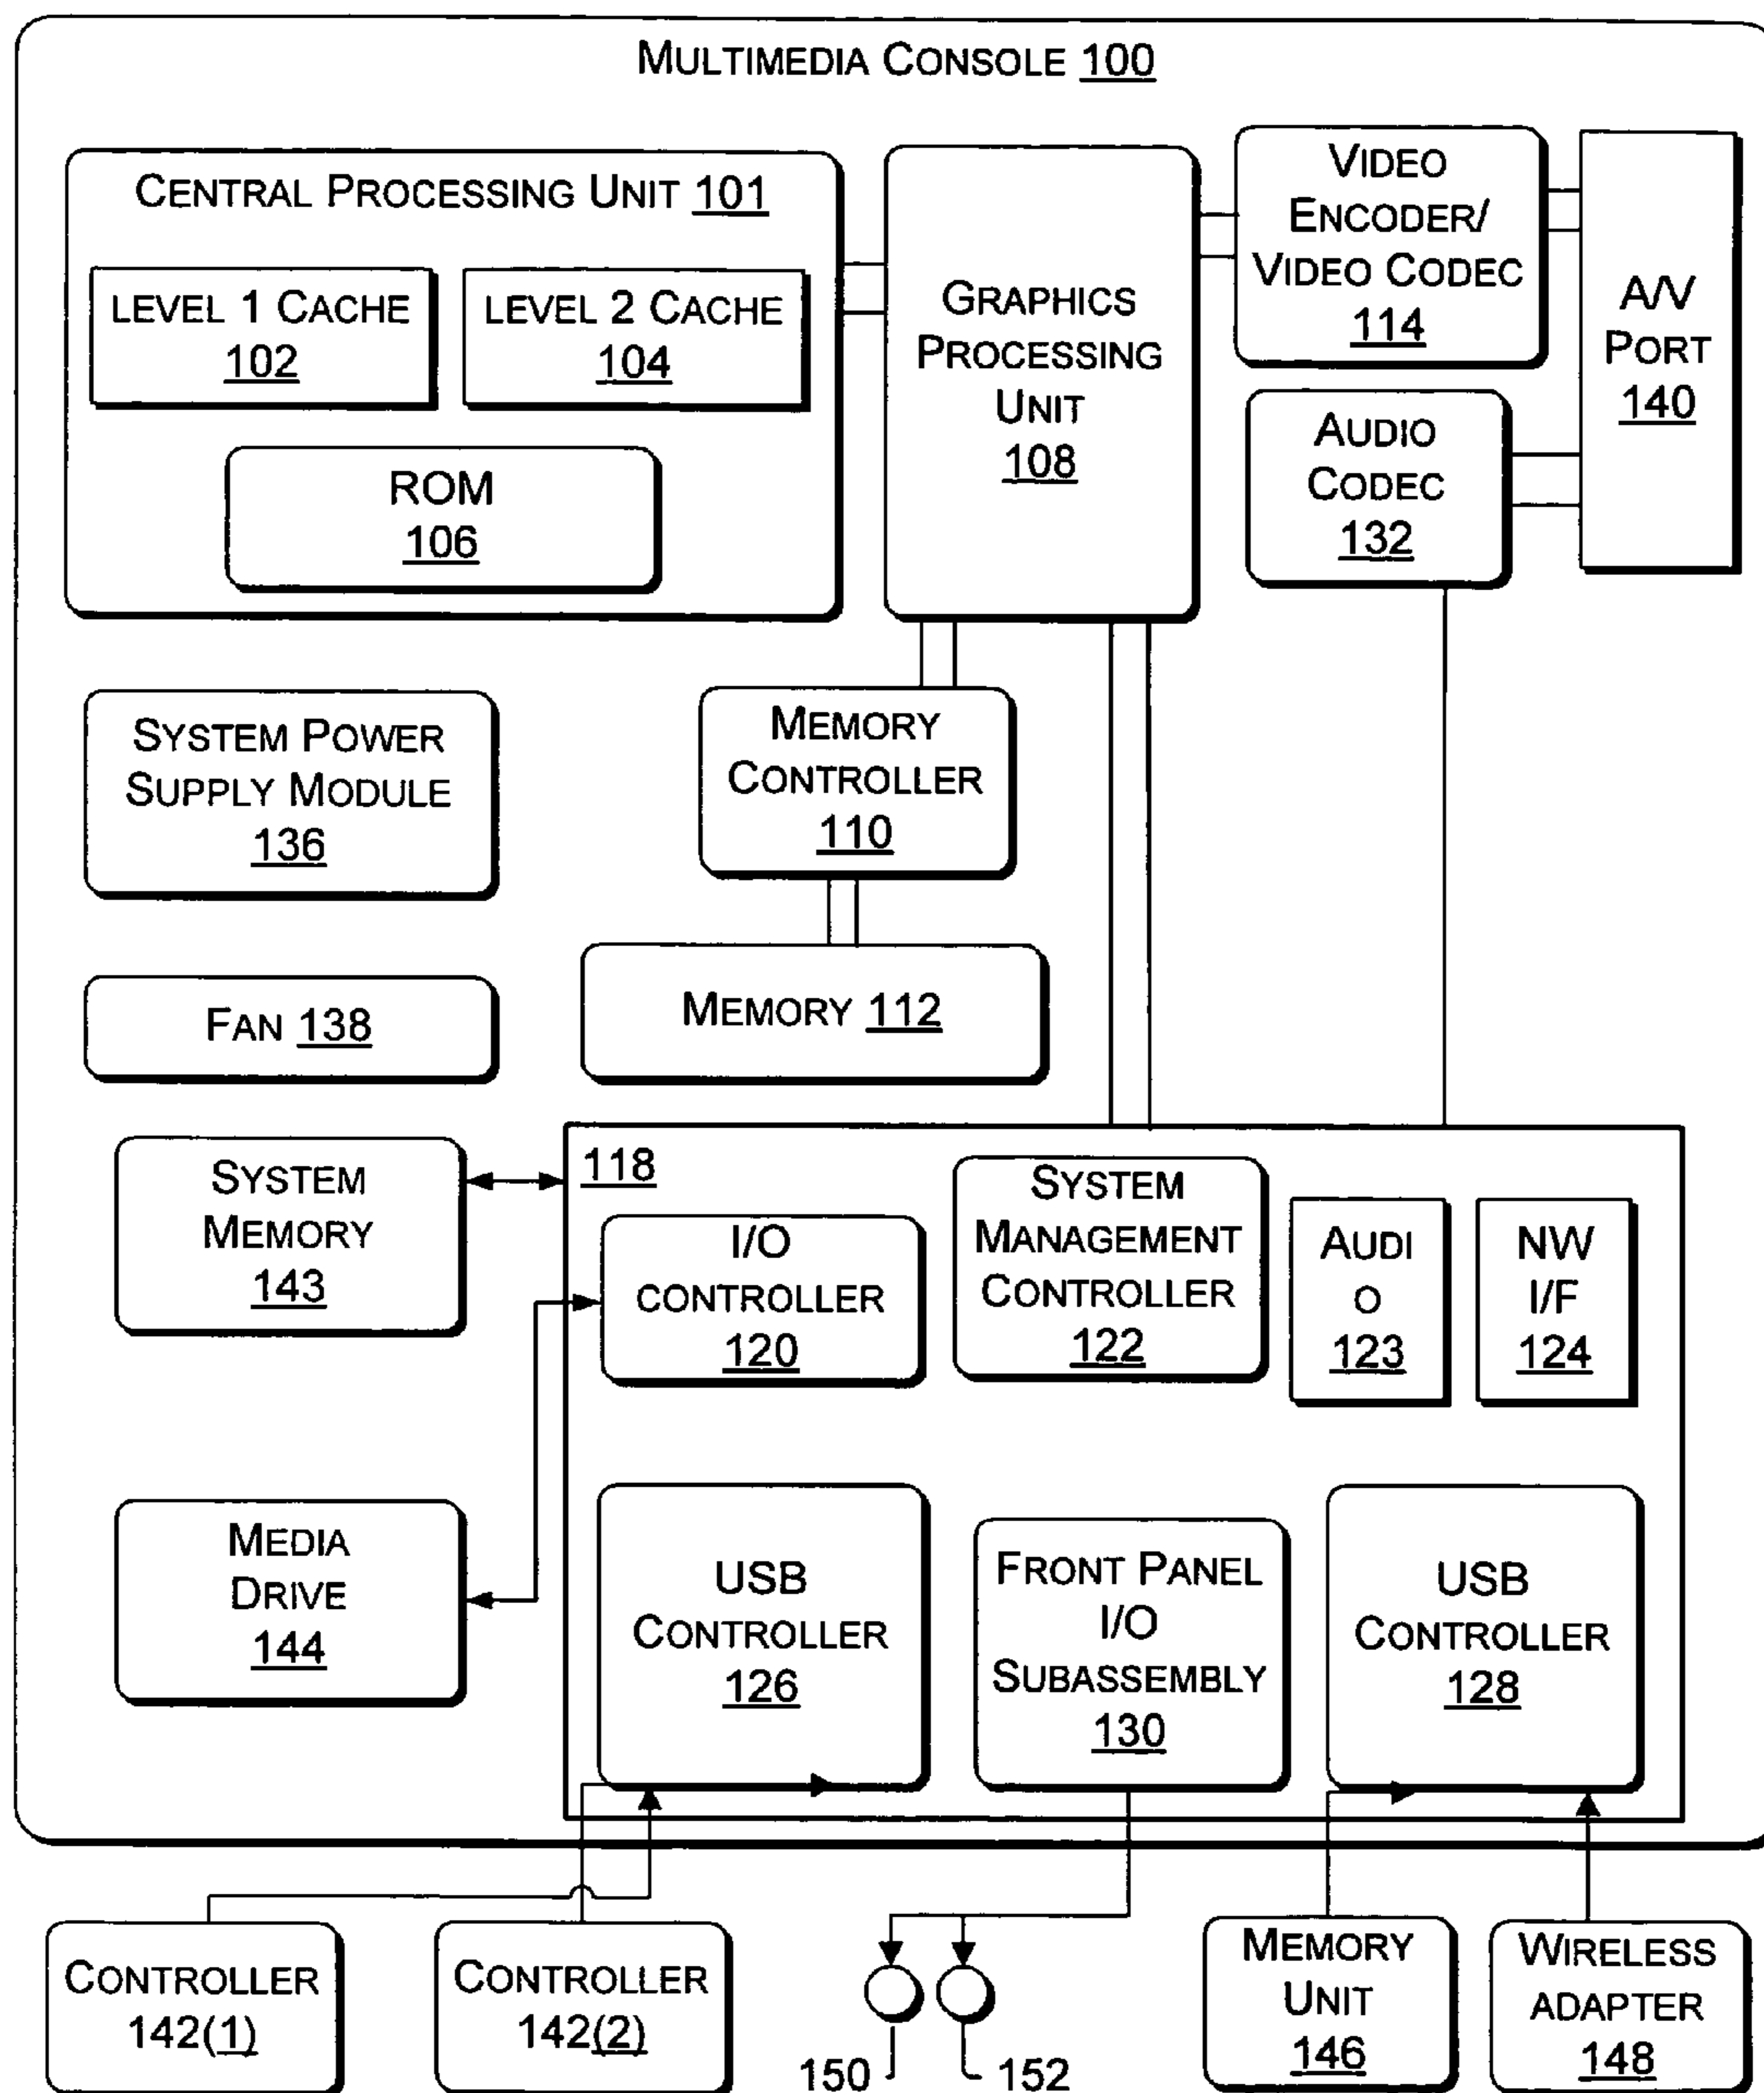 MULTIMEDIA CONSOLE 100
CENTRAL PROCESSING UNIT 101
LEVEL 1 CACHE
102
LEVEL 2 CACHE
104
ROM
106
GRAPHICS
PROCESSING
UNIT
108
VIDEO
ENCODER/
VIDEO CODEC
114
AUDIO
CODEC
132
A/V
PORT
140
SYSTEM POWER
SUPPLY MODULE
136
MEMORY
CONTROLLER
110
FAN 138
MEMORY 112
SYSTEM
MEMORY
143
118
I/O
CONTROLLER
120
SYSTEM
MANAGEMENT
CONTROLLER
122
AUDI
O
123
NW
I/F
124
MEDIA
DRIVE
144
USB
CONTROLLER
126
FRONT PANEL
I/O
SUBASSEMBLY
130
USB
CONTROLLER
128
CONTROLLER
142(1)
CONTROLLER
142(2)
150
152
MEMORY
UNIT
146
WIRELESS
ADAPTER
148